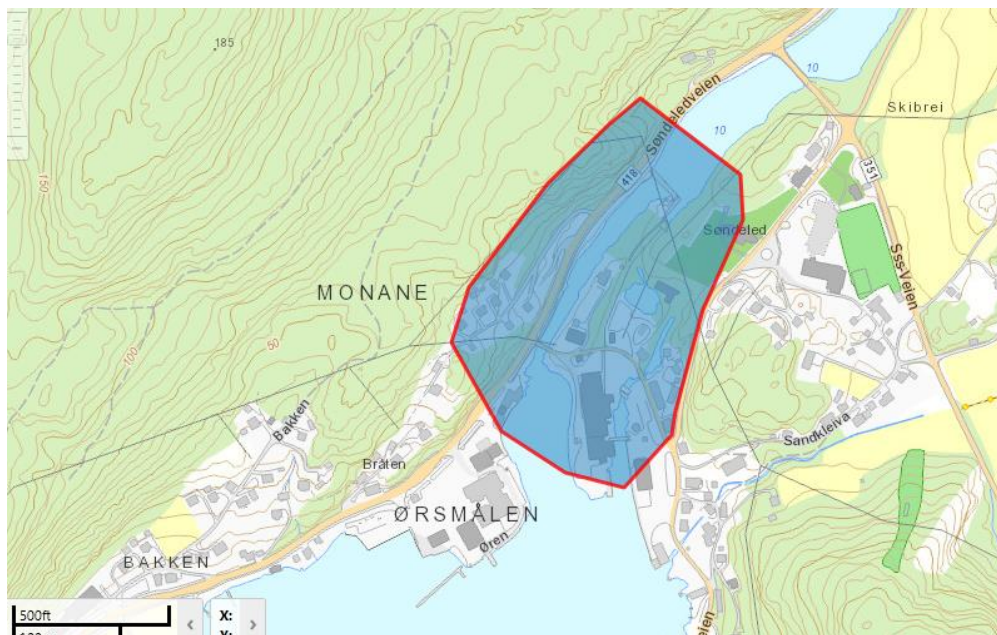 185
10
Skibrei
Søndeledveien
10
150
418
351
Søndeled
Sss-Veien
MONANE
50
100
Bakken
Sandkleiva
Bråten
ØRSMÅLEN
Øren
BAKKEN
500ft
X: